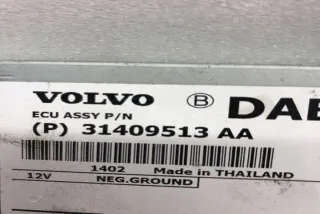 VOLVO Ⓑ DAB
ECU ASSY P/N
(P) 31409513 AA
1402 Made in THAILAND
12V NEG.GROUND